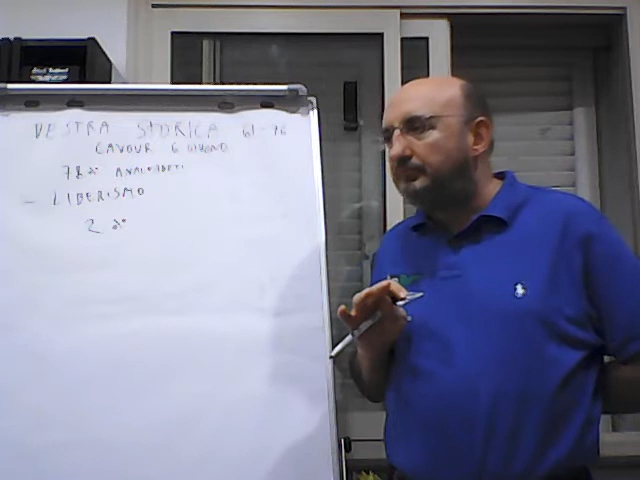 DESTRA STORICA 61-76
CAVOUR 6 GIUGNO
78% ANALFABETI
- LIBERISMO
2 %